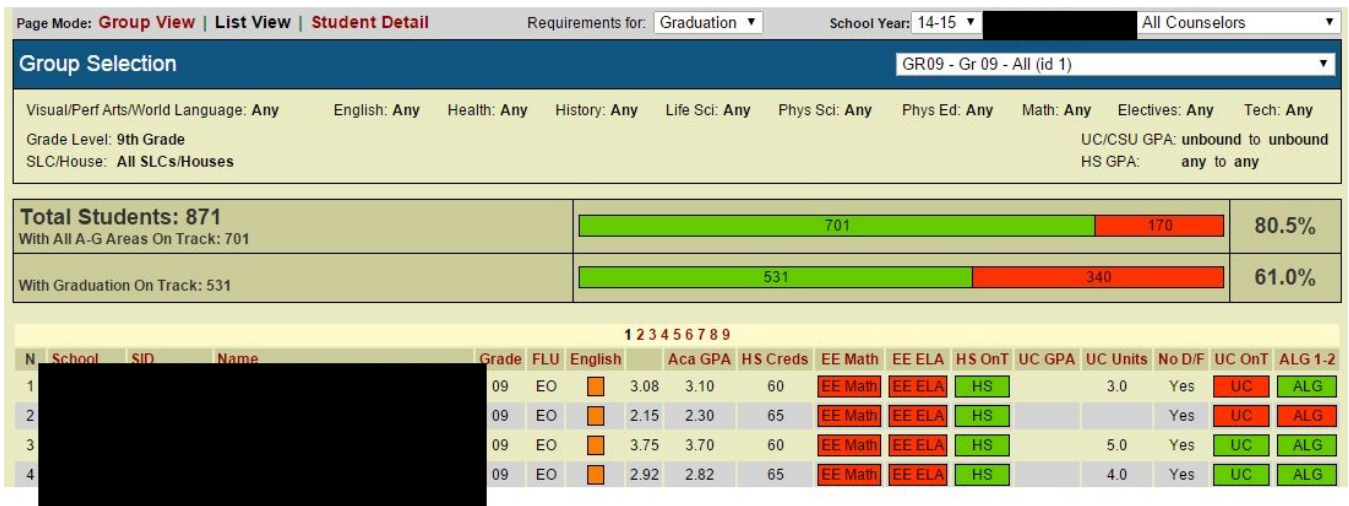 Page Mode: Group View | List View | Student Detail Requirements for: Graduation School Year: 14-15 All Counselors
Group Selection GR09 - Gr 09 - All (id 1)
Visual/Perf Arts/World Language: Any English: Any Health: Any History: Any Life Sci: Any Phys Sci: Any Phys Ed: Any Math: Any Electives: Any Tech: Any
Grade Level: 9th Grade UC/CSU GPA: unbound to unbound
SLC/House: All SLCs/Houses HS GPA: any to any
Total Students: 871
With All A-G Areas On Track: 701 701 170 80.5%
With Graduation On Track: 531 531 340 61.0%
1 2 3 4 5 6 7 8 9
N School SID Name Grade FLU English Aca GPA HS Creds EE Math EE ELA HS OnT UC GPA UC Units No D/F UC OnT ALG 1-2
1 09 EO 3.08 3.10 60 EE Math EE ELA HS 3.0 Yes UC ALG
2 09 EO 2.15 2.30 65 EE Math EE ELA HS Yes UC ALG
3 09 EO 3.75 3.70 60 EE Math EE ELA HS 5.0 Yes UC ALG
4 09 EO 2.92 2.82 65 EE Math EE ELA HS 4.0 Yes UC ALG